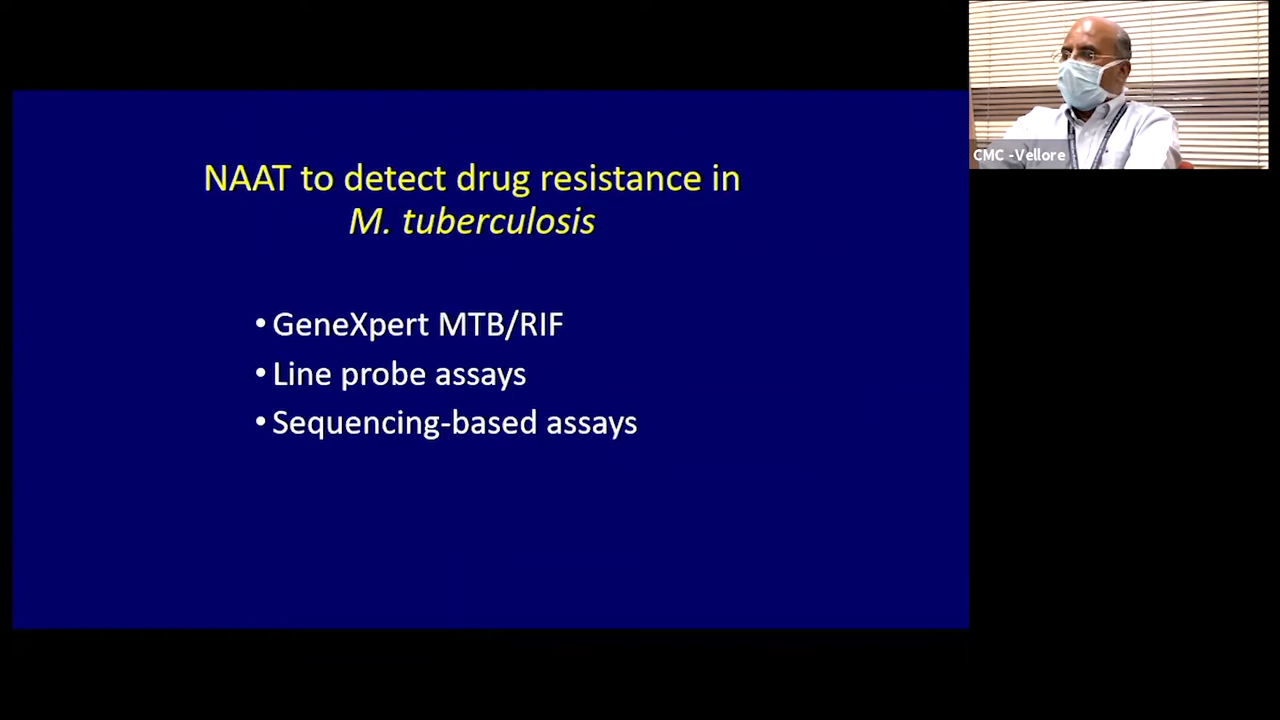 NAAT to detect drug resistance in
M. tuberculosis
• GeneXpert MTB/RIF
• Line probe assays
• Sequencing-based assays
CMC -Vellore